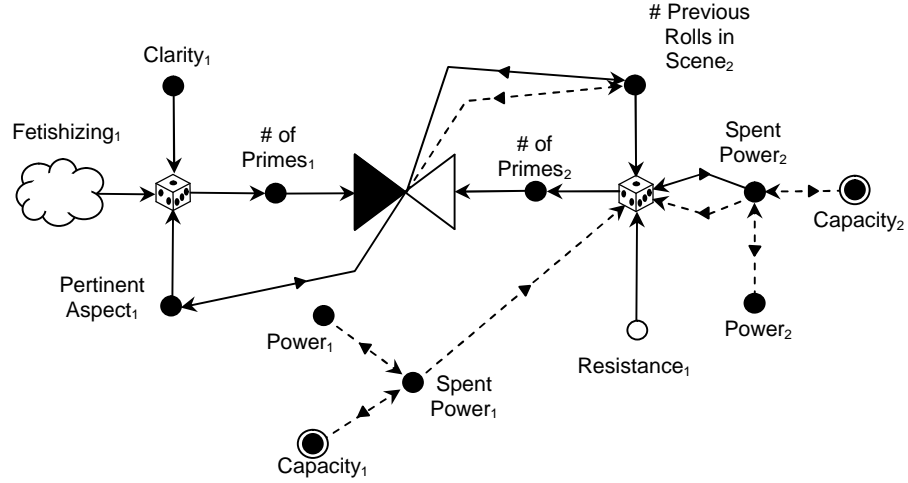 # Previous
Rolls in
Scene₂
Clarity₁
Fetishizing₁
# of
Primes₁
# of
Primes₂
Spent
Power₂
Capacity₂
Pertinent
Aspect₁
Power₁
Power₂
Resistance₁
Spent
Power₁
Capacity₁